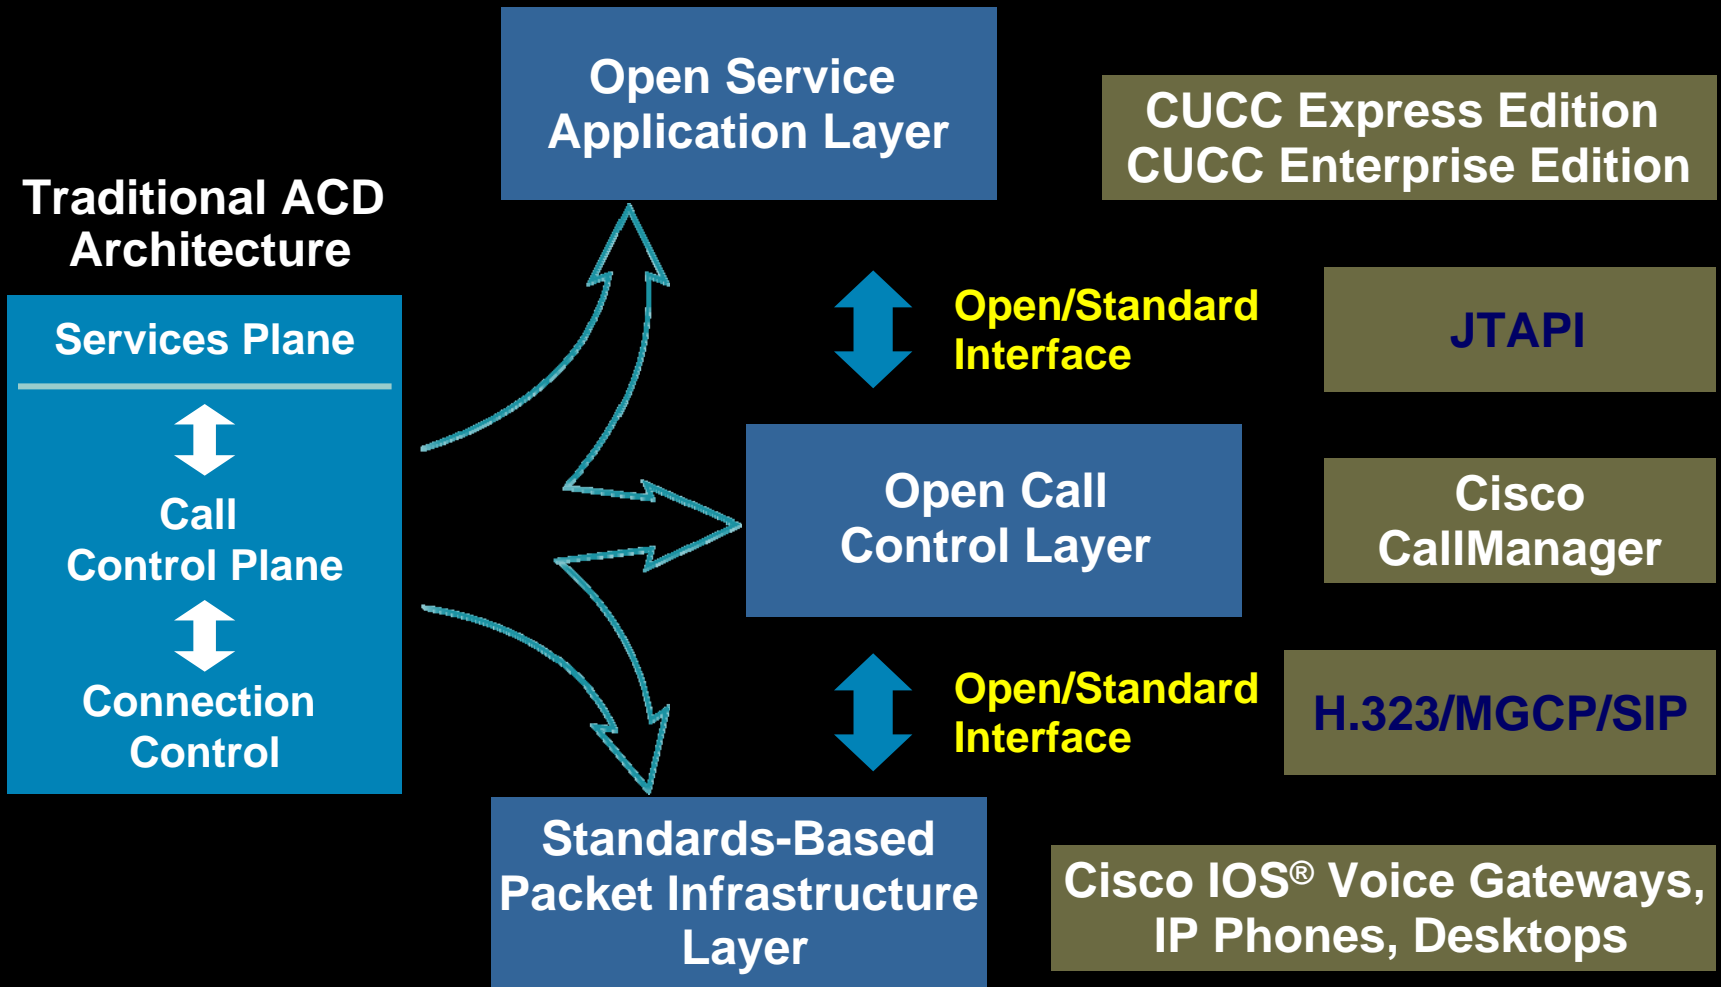 Traditional ACD
Architecture
Services Plane
Call
Control Plane
Connection
Control
Open Service
Application Layer
Open/Standard
Interface
Open Call
Control Layer
Open/Standard
Interface
Standards-Based
Packet Infrastructure
Layer
CUCC Express Edition
CUCC Enterprise Edition
JTAPI
Cisco
CallManager
H.323/MGCP/SIP
Cisco IOS® Voice Gateways,
IP Phones, Desktops